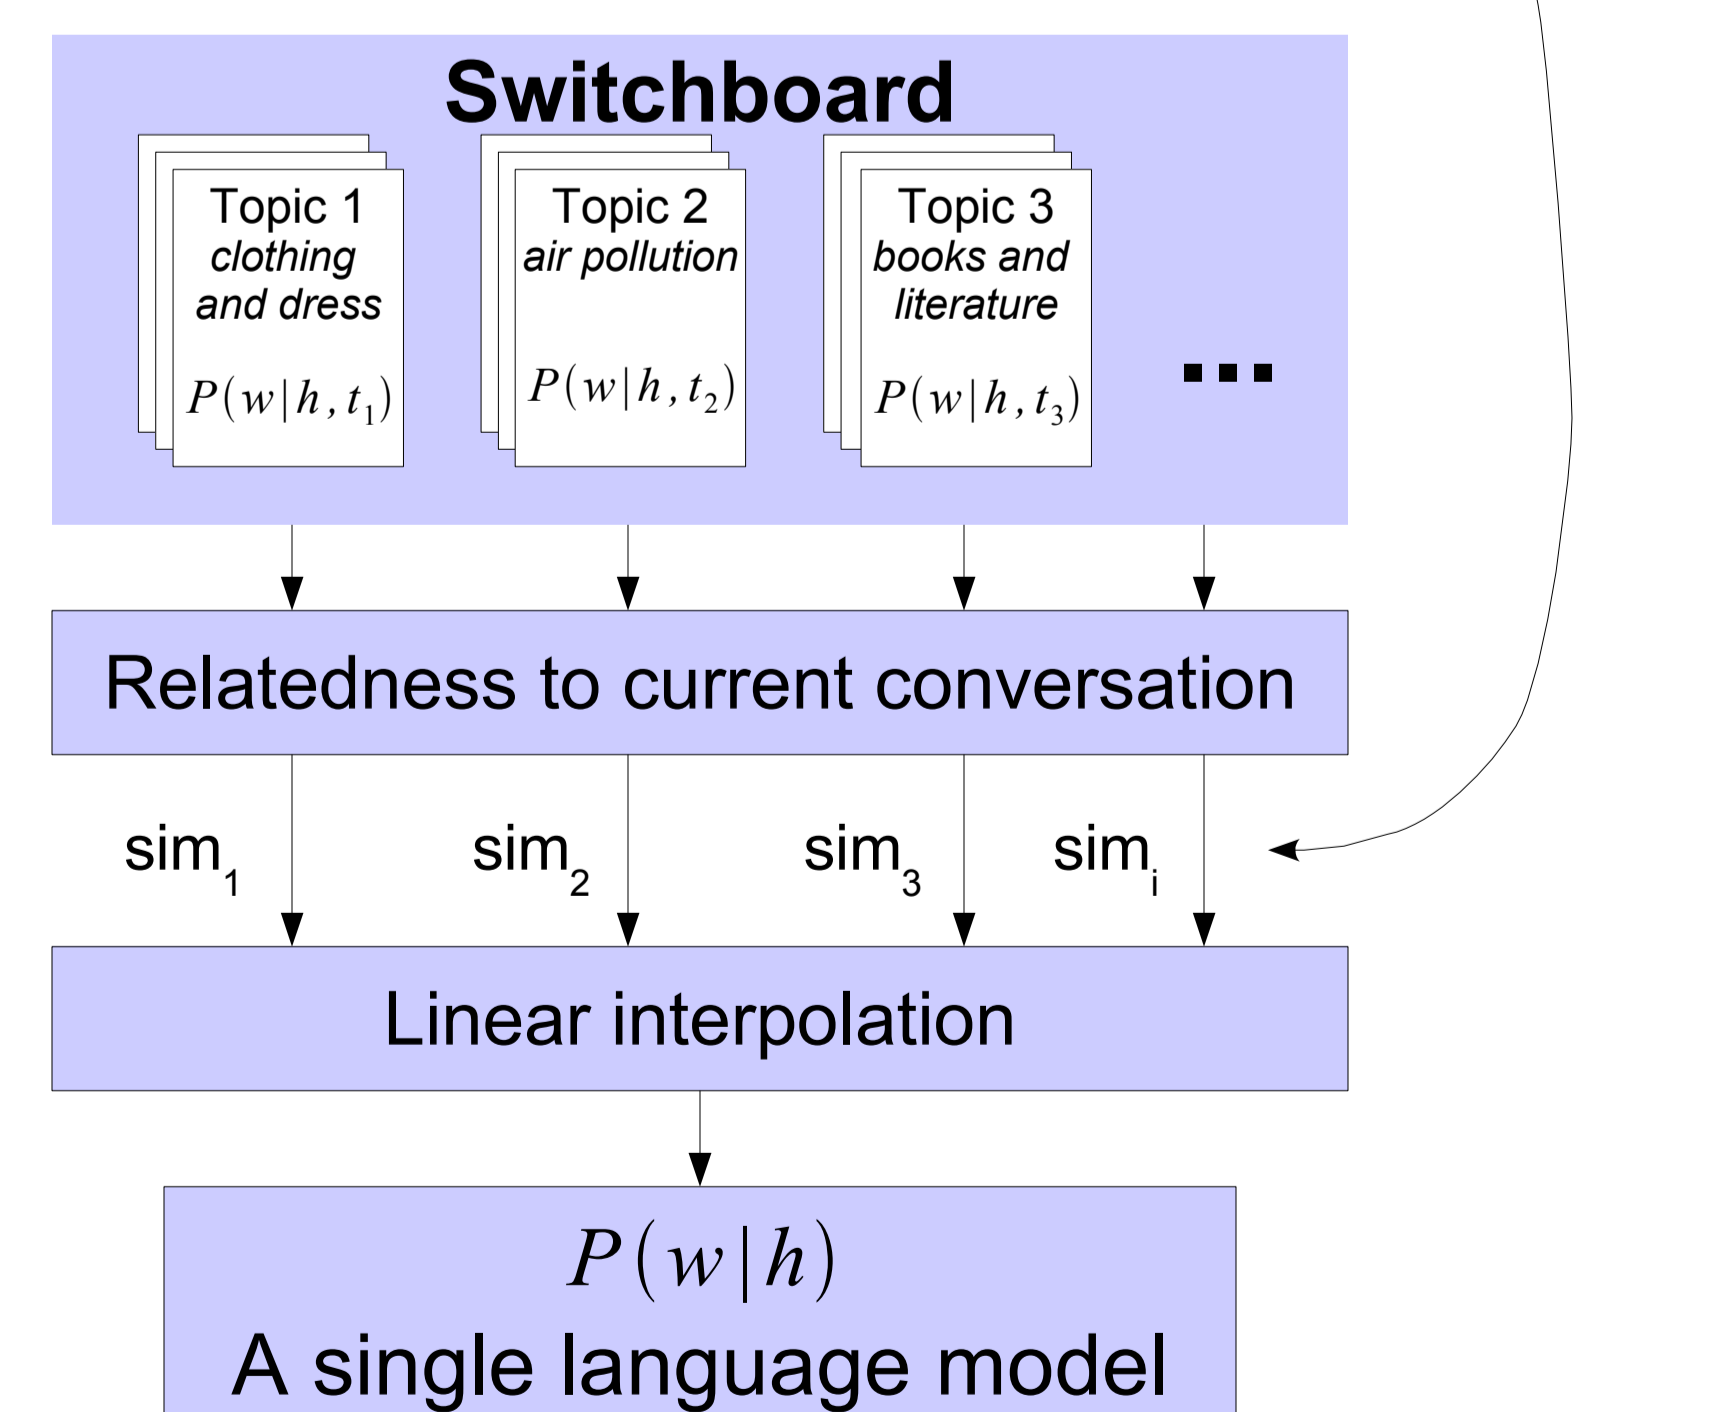 Switchboard
Topic 1
clothing
and dress
P(w|h,t₁)
Topic 2
air pollution
P(w|h,t₂)
Topic 3
books and
literature
P(w|h,t₃)
...
Relatedness to current conversation
sim₁ sim₂ sim₃ simᵢ
Linear interpolation
P(w|h)
A single language model